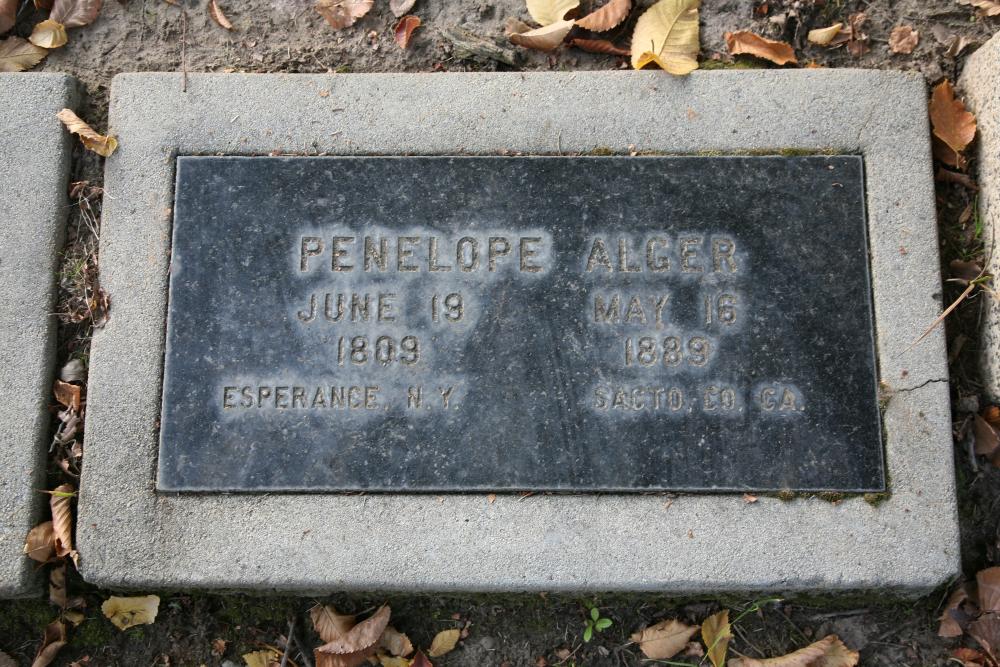 PENELOPE ALGER
JUNE 19 MAY 16
1809 1889
ESPERANCE, N.Y. SACTO. CO. CA.